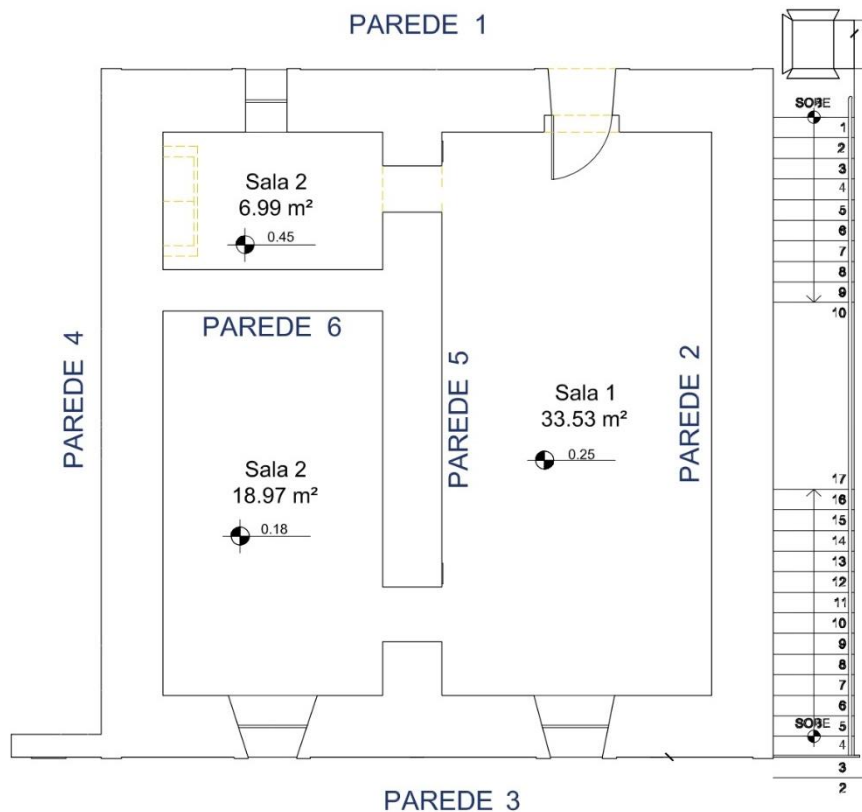 PAREDE 1
SOBE
1
2
3
4
5
6
7
8
9
10
Sala 2
6.99 m²
0.45
PAREDE 6
PAREDE 4
PAREDE 5
PAREDE 2
Sala 1
33.53 m²
0.25
Sala 2
18.97 m²
0.18
17
16
15
14
13
12
11
10
9
8
7
6
5
SOBE
4
3
2
PAREDE 3